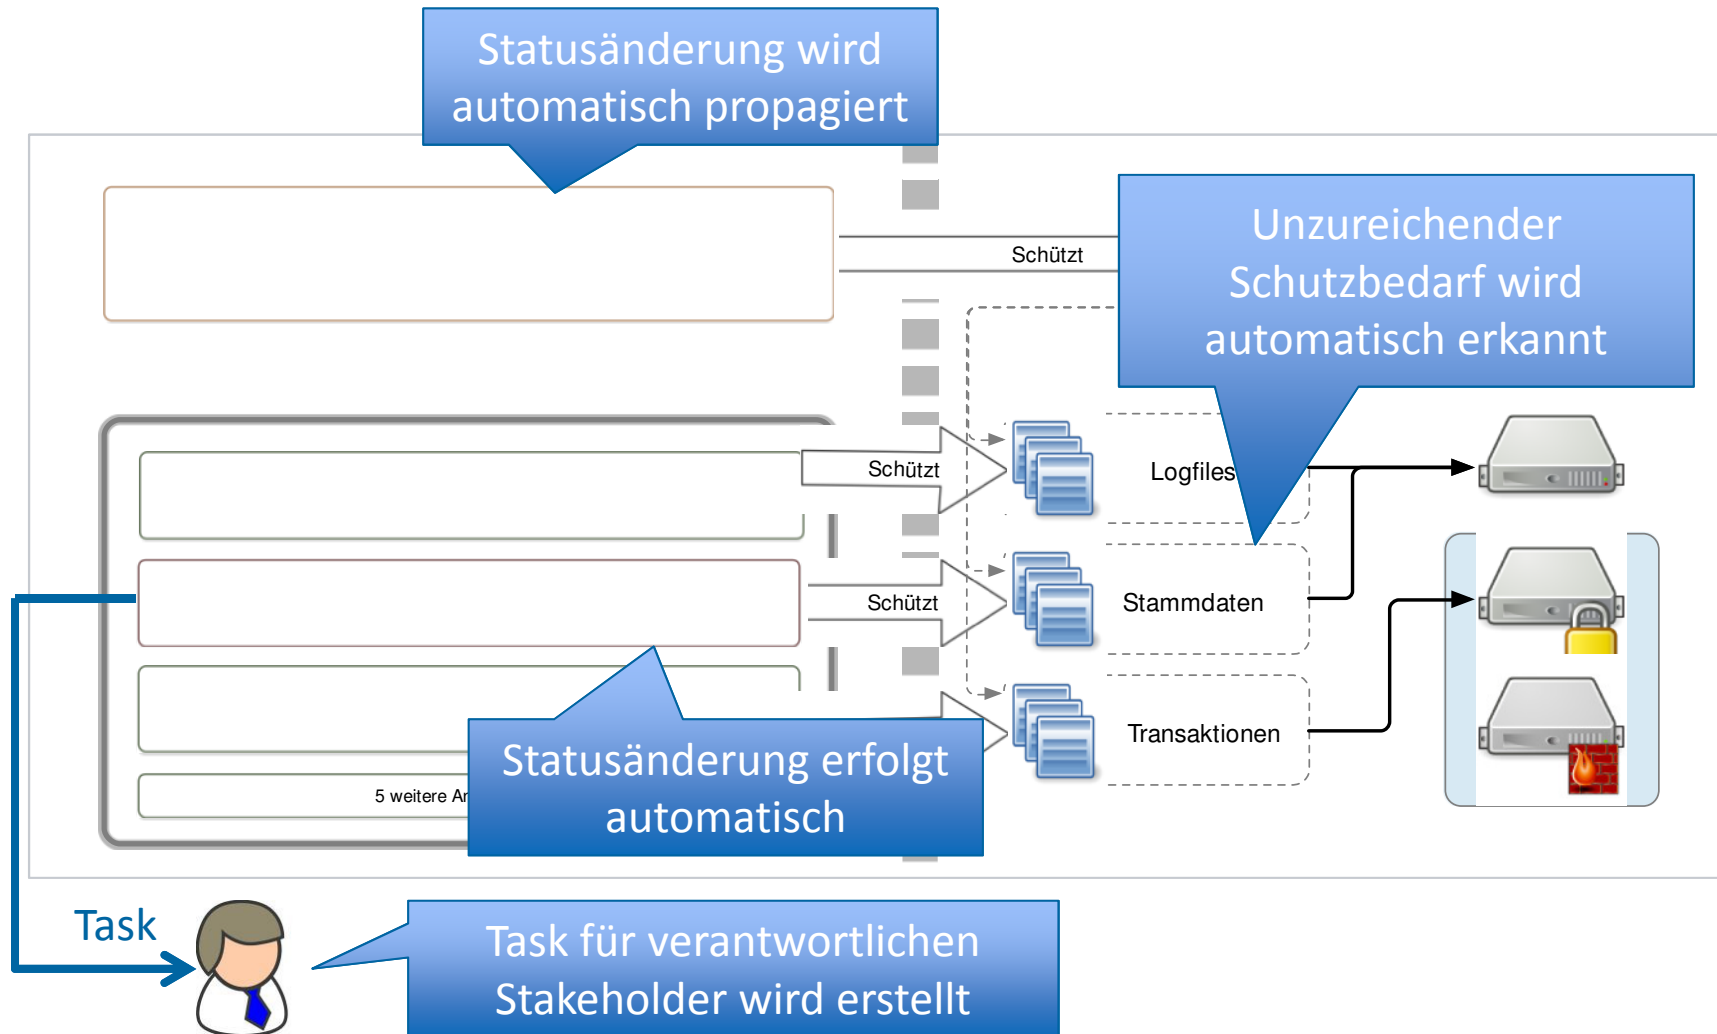 Statusänderung wird
automatisch propagiert
Unzureichender
Schutzbedarf wird
automatisch erkannt
Schützt
Schützt
Logfiles
Schützt
Stammdaten
Transaktionen
Statusänderung erfolgt
automatisch
5 weitere
Task
Task für verantwortlichen
Stakeholder wird erstellt